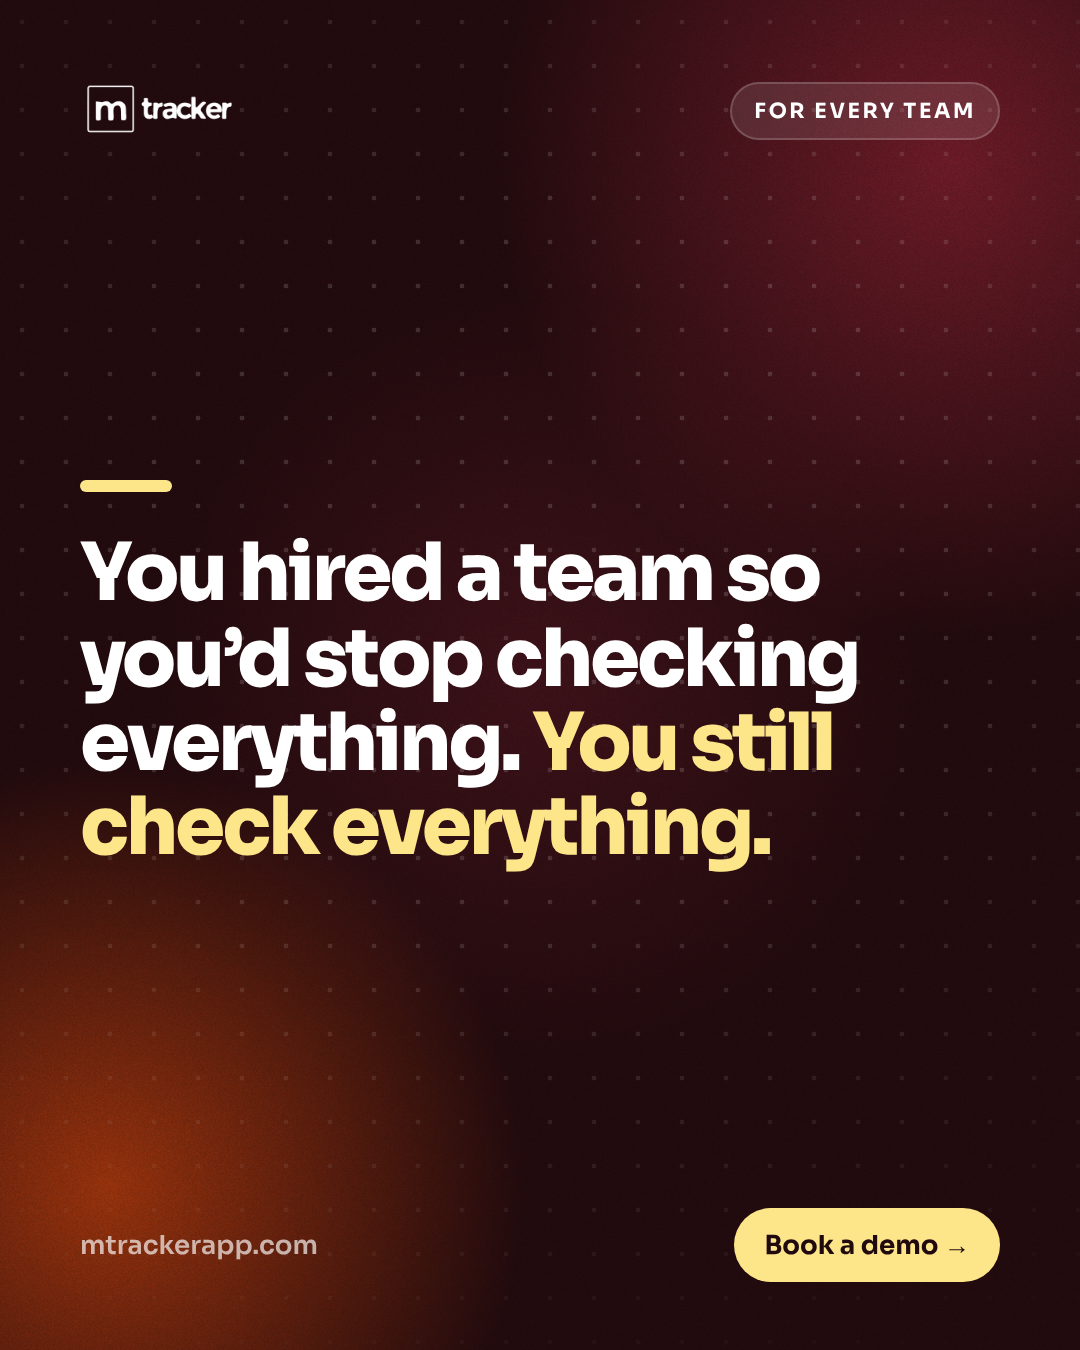 m tracker
FOR EVERY TEAM
You hired a team so
you’d stop checking
everything. You still
check everything.
mtrackerapp.com
Book a demo →